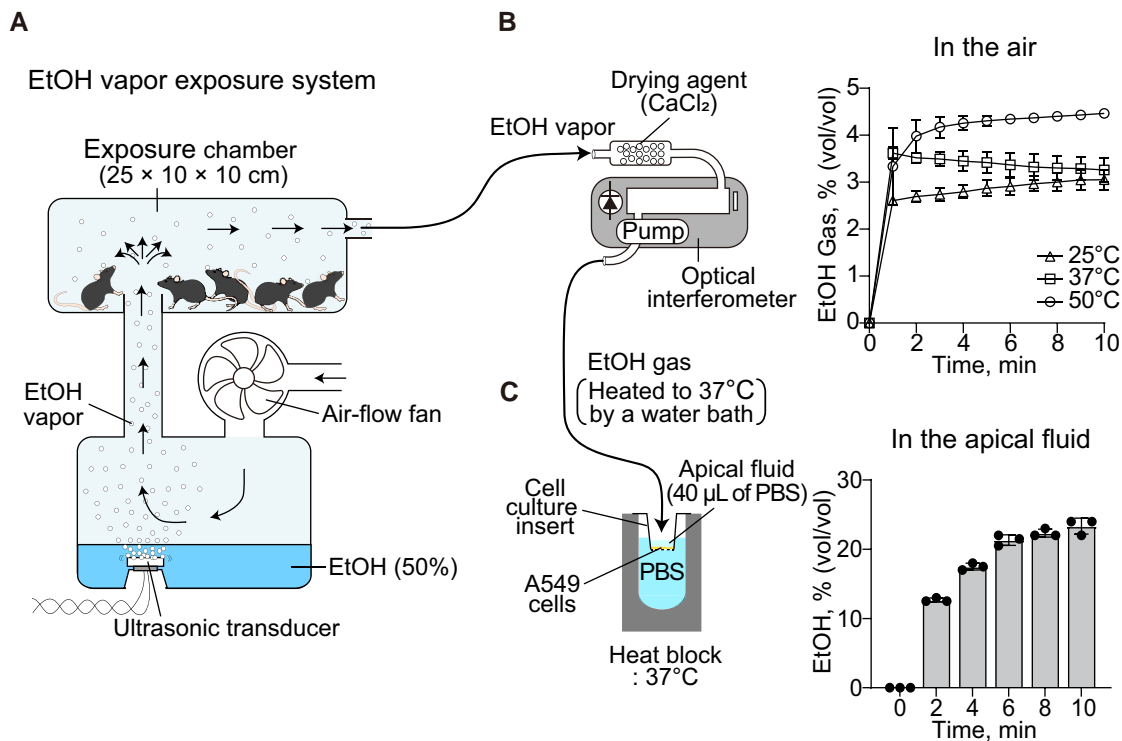 A
EtOH vapor exposure system
Exposure chamber
(25 × 10 × 10 cm)
EtOH
vapor
Air-flow fan
EtOH (50%)
Ultrasonic transducer
B
Drying agent
(CaCl₂)
EtOH vapor
Pump
Optical
interferometer
In the air
EtOH Gas, % (vol/vol)
5
4
3
2
1
0
25°C
37°C
50°C
0 2 4 6 8 10
Time, min
C
EtOH gas
Heated to 37°C
by a water bath
Apical fluid
(40 µL of PBS)
Cell
culture
insert
PBS
A549
cells
Heat block
: 37°C
In the apical fluid
EtOH, % (vol/vol)
30
20
10
0
0 2 4 6 8 10
Time, min